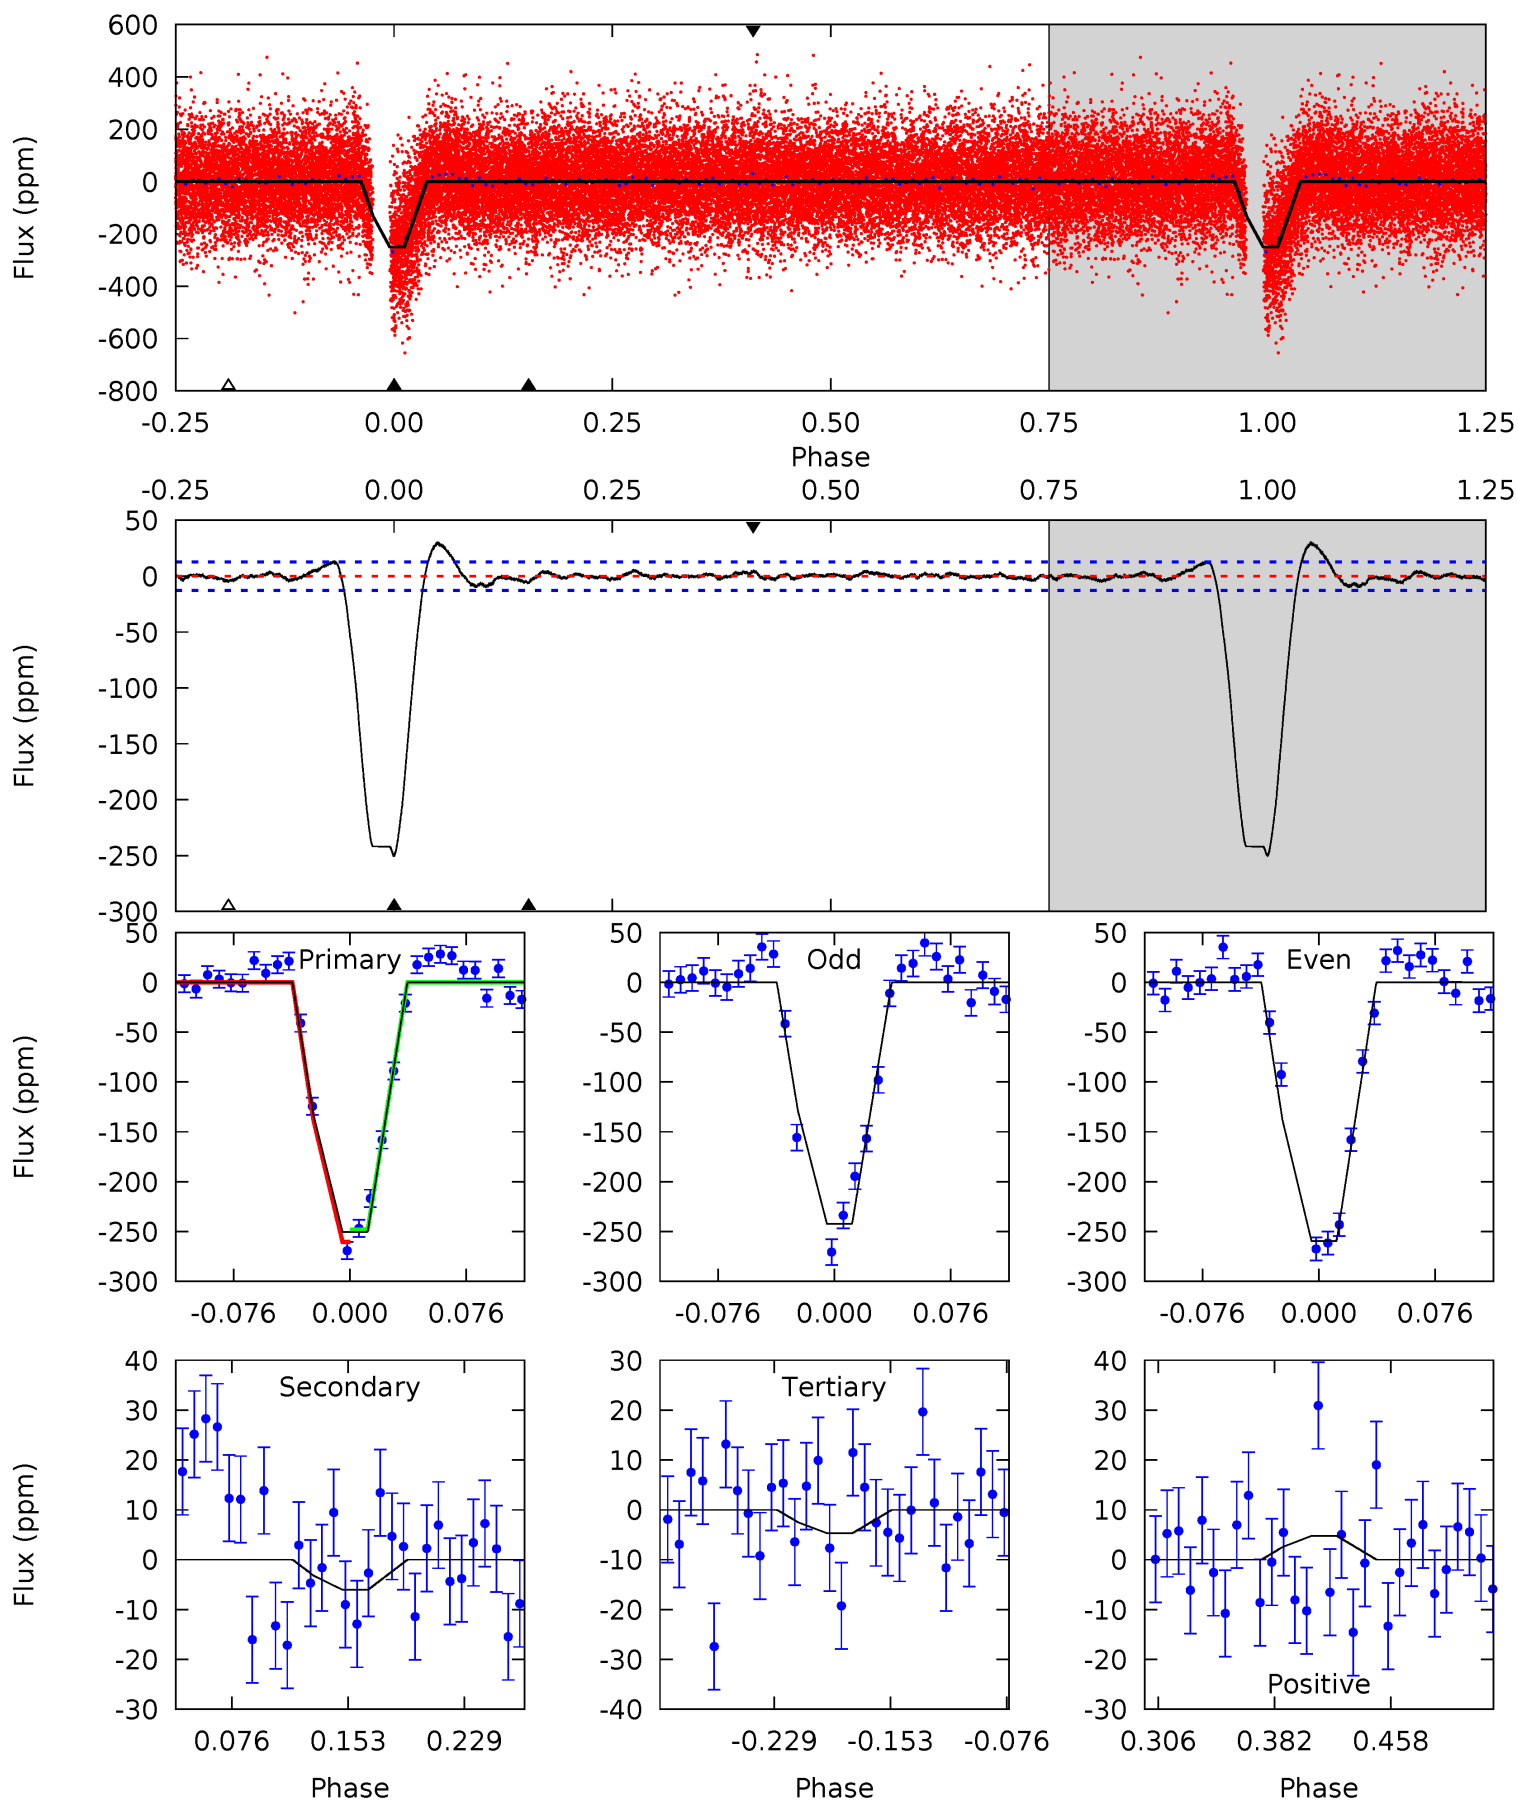 600
400
200
0
-200
-400
-600
-800
Flux (ppm)
-0.25 0.00 0.25 0.50 0.75 1.00 1.25
Phase
-0.25 0.00 0.25 0.50 0.75 1.00 1.25
50
0
-50
-100
-150
-200
-250
-300
Flux (ppm)
Primary Odd Even
50 50 50
0 0 0
-50 -50 -50
-100 -100 -100
-150 -150 -150
-200 -200 -200
-250 -250 -250
-300 -300 -300
Flux (ppm)
-0.076 0.000 0.076 -0.076 0.000 0.076 -0.076 0.000 0.076
Secondary Tertiary
40 30 40
30 20 30
20 10 20
10 0 10
0 -10 0
-10 -20 -10
-20 -30 -20
-30 -40 -30
Positive
Flux (ppm)
0.076 0.153 0.229 -0.229 -0.153 -0.076 0.306 0.382 0.458
Phase Phase Phase